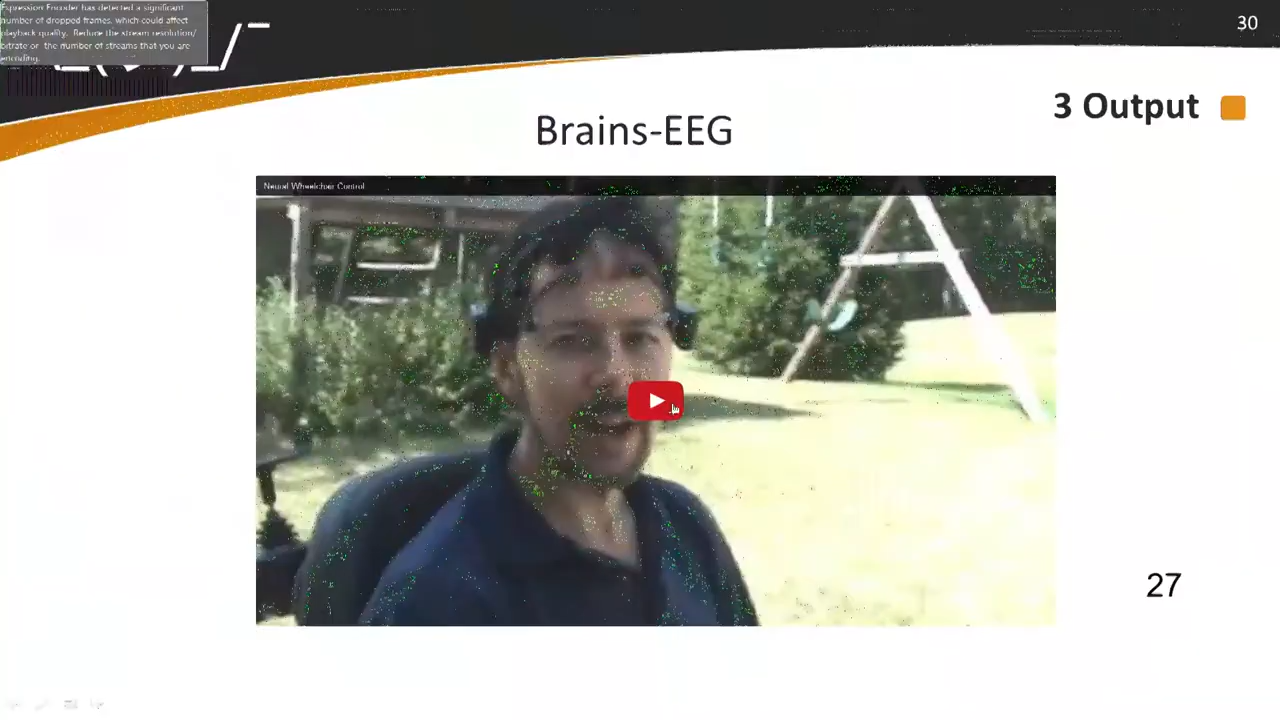 Expression Encoder has detected a significant
number of dropped frames, which could affect
playback quality. Reduce the stream resolution/
bitrate or the number of streams that you are
encoding.
30
3 Output
Brains-EEG
Neural Wheelchair Control
27